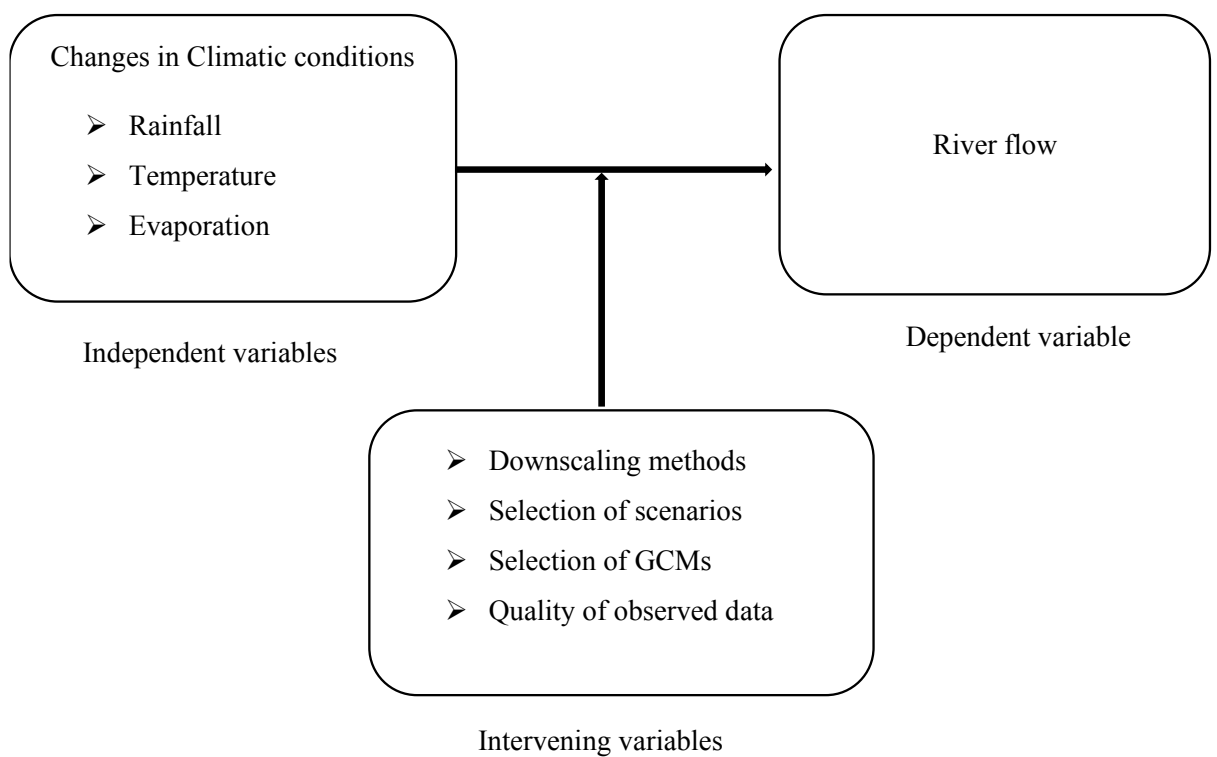 Changes in Climatic conditions
➢ Rainfall
➢ Temperature
➢ Evaporation
Independent variables
River flow
Dependent variable
➢ Downscaling methods
➢ Selection of scenarios
➢ Selection of GCMs
➢ Quality of observed data
Intervening variables